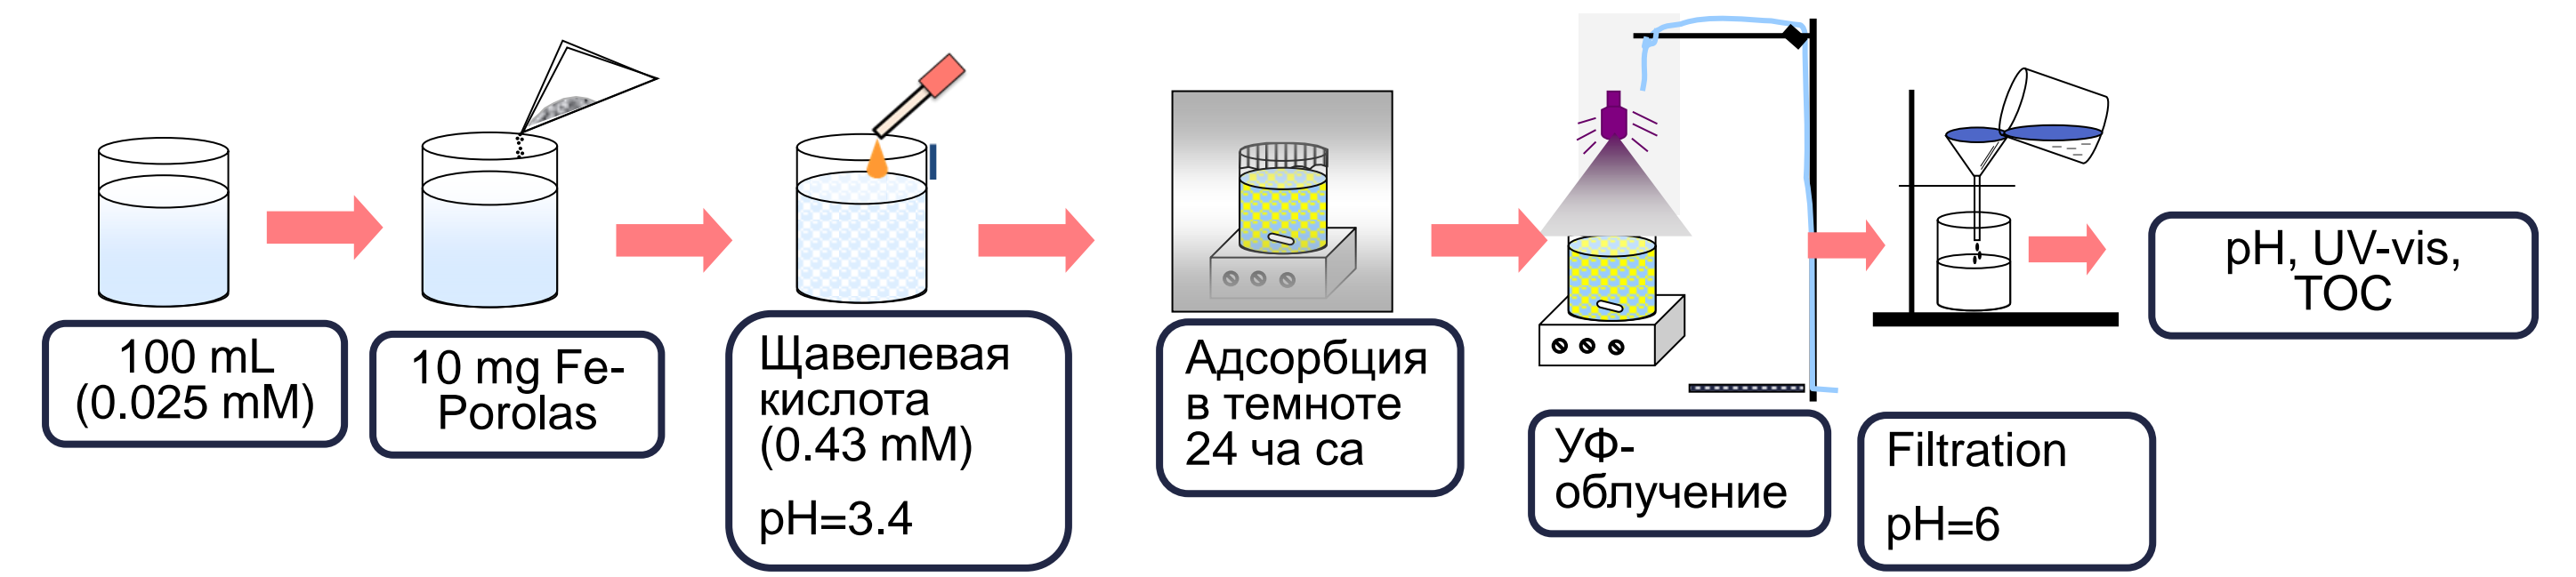 100 mL
(0.025 mM)
10 mg Fe-
Porolas
Щавелевая
кислота
(0.43 mM)
pH=3.4
Адсорбция
в темноте
24 ча са
УФ-
облучение
Filtration
pH=6
pH, UV-vis,
TOC